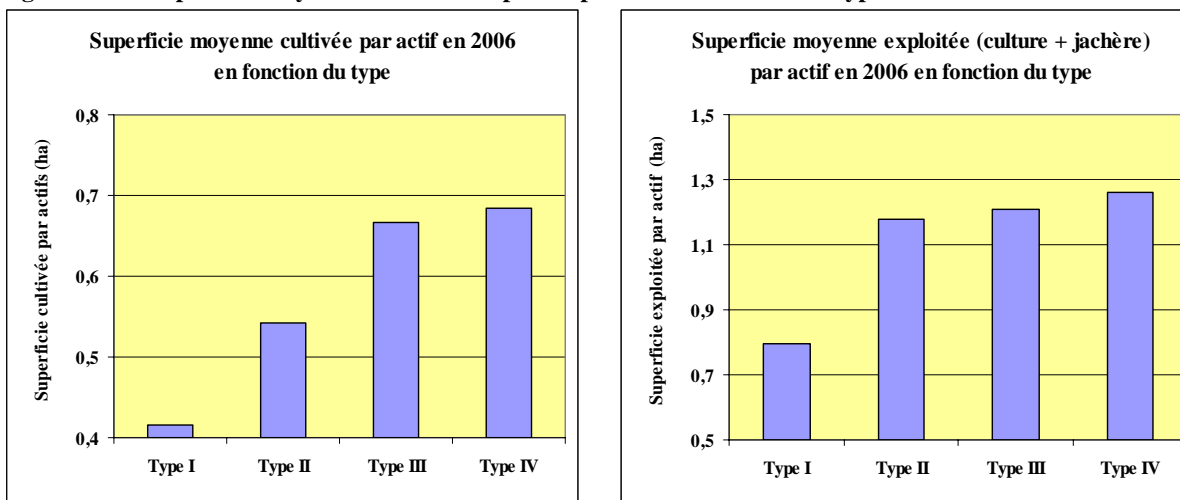 Superficie moyenne cultivée par actif en 2006
en fonction du type
0,8
0,7
0,6
0,5
0,4
Superficie cultivée par actifs (ha)
Type I Type II Type III Type IV
Superficie moyenne exploitée (culture + jachère)
par actif en 2006 en fonction du type
1,5
1,3
1,1
0,9
0,7
0,5
Superficie exploitée par actif (ha)
Type I Type II Type III Type IV